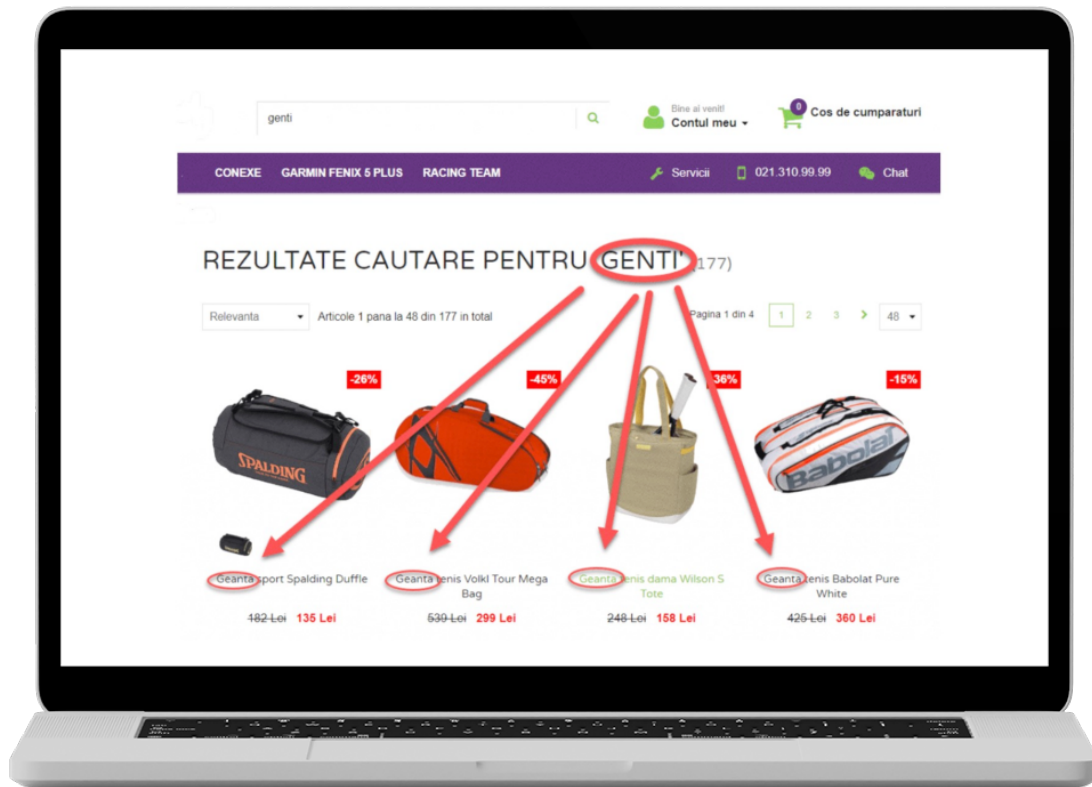 genti
Bine ai venit!
Contul meu
0
Cos de cumparaturi
CONEXE GARMIN FENIX 5 PLUS RACING TEAM Servicii 021.310.99.99 Chat
REZULTATE CAUTARE PENTRU GENTI' (177)
Relevanta Articole 1 pana la 48 din 177 in total Pagina 1 din 4 1 2 3 48
-26% -45% -36% -15%
SPALDING
Babolat
Geanta sport Spalding Duffle
182 Lei 135 Lei
Geanta tenis Volkl Tour Mega
Bag
539 Lei 299 Lei
Geanta tenis dama Wilson S
Tote
248 Lei 158 Lei
Geanta tenis Babolat Pure
White
425 Lei 360 Lei